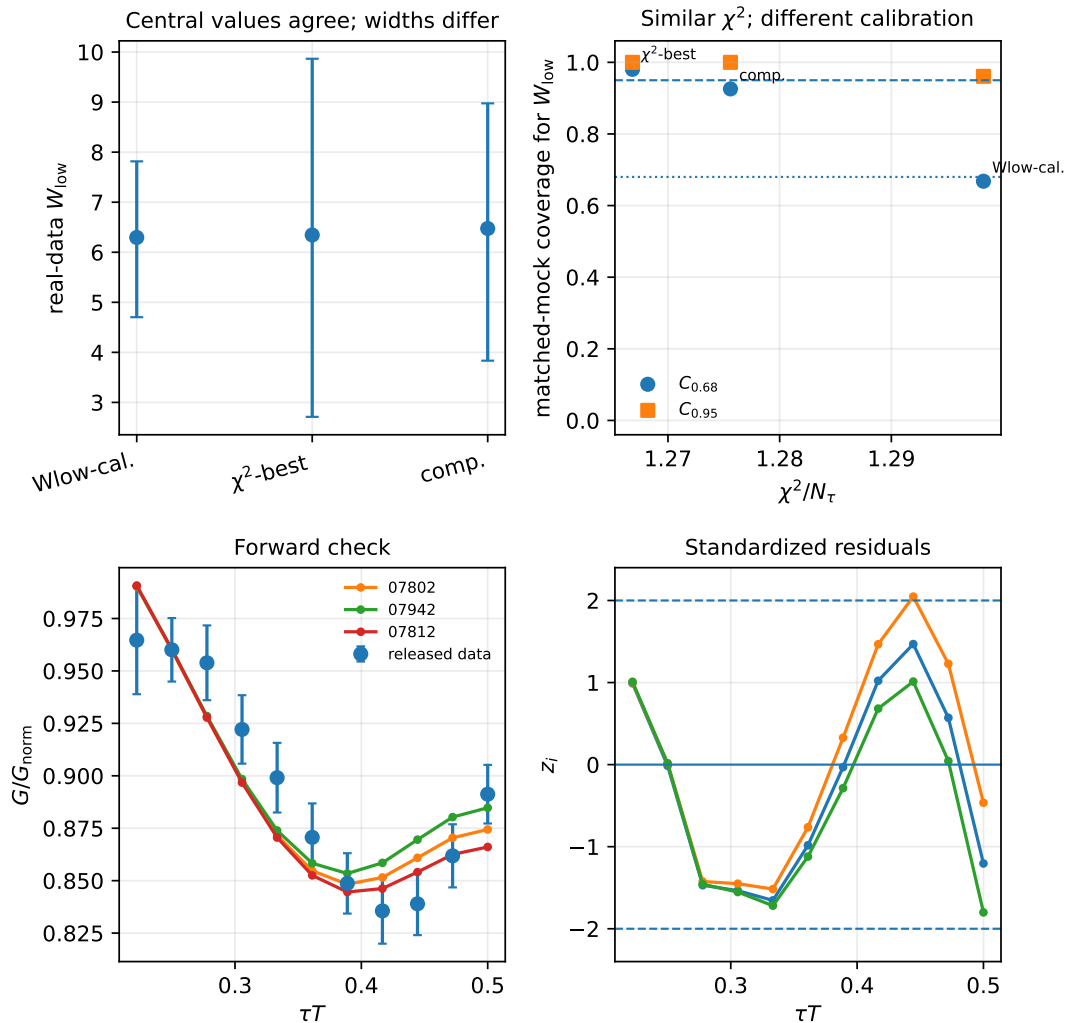 Central values agree; widths differ
10
9
8
7
6
5
4
3
real-data W_low
Wlow-cal.
χ²-best
comp.
Similar χ²; different calibration
1.0
0.8
0.6
0.4
0.2
0.0
matched-mock coverage for W_low
χ²-best
comp.
Wlow-cal.
C_0.68
C_0.95
1.27 1.28 1.29
χ²/N_τ
Forward check
0.975
0.950
0.925
0.900
0.875
0.850
0.825
G/G_norm
07802
07942
07812
released data
0.3 0.4 0.5
τT
Standardized residuals
2
1
0
−1
−2
z_i
0.3 0.4 0.5
τT